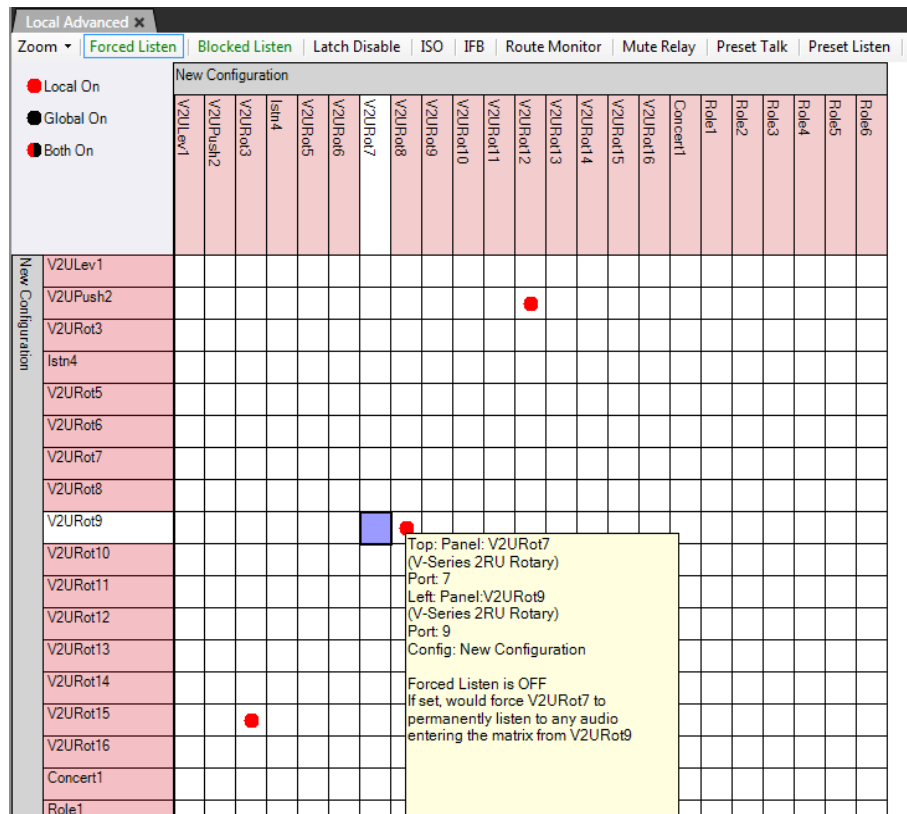 Local Advanced ×
Zoom Forced Listen Blocked Listen Latch Disable ISO IFB Route Monitor Mute Relay Preset Talk Preset Listen
New Configuration
Local On
Global On
Both On
V2ULev1
V2UPush2
V2URot3
Istn4
V2URot5
V2URot6
V2URot7
V2URot8
V2URot9
V2URot10
V2URot11
V2URot12
V2URot13
V2URot14
V2URot15
V2URot16
Concert1
Role1
Role2
Role3
Role4
Role5
Role6
New Configuration
V2ULev1
V2UPush2
V2URot3
Istn4
V2URot5
V2URot6
V2URot7
V2URot8
V2URot9
V2URot10
V2URot11
V2URot12
V2URot13
V2URot14
V2URot15
V2URot16
Concert1
Role1
Top: Panel: V2URot7
(V-Series 2RU Rotary)
Port: 7
Left: Panel:V2URot9
(V-Series 2RU Rotary)
Port: 9
Config: New Configuration
Forced Listen is OFF
If set, would force V2URot7 to
permanently listen to any audio
entering the matrix from V2URot9